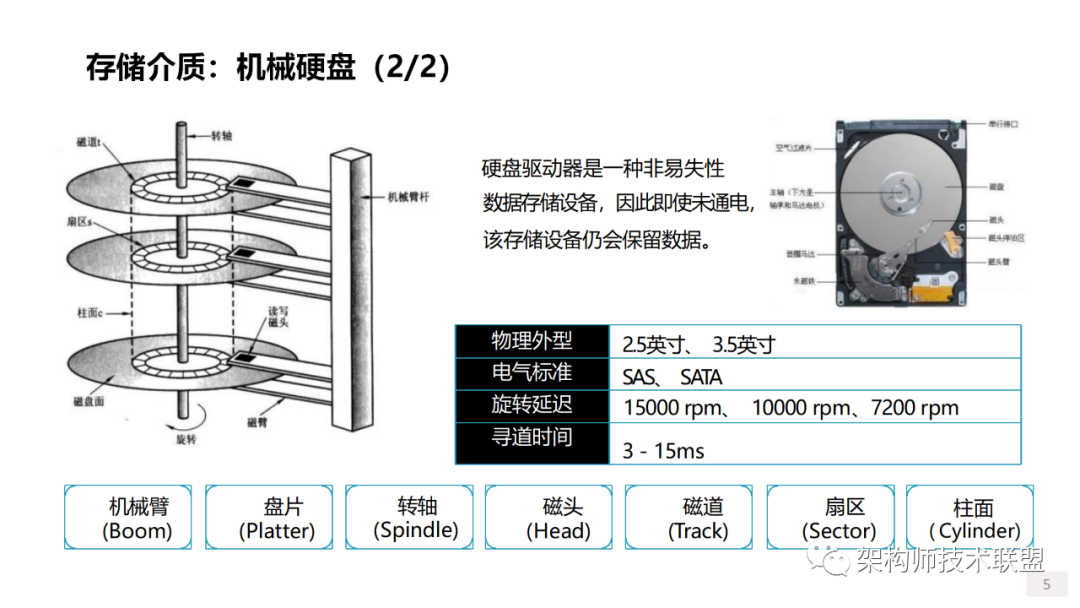 存储介质：机械硬盘（2/2）
磁道t
转轴
机械臂杆
扇区s
柱面c
读写
磁头
磁盘面
磁臂
旋转
硬盘驱动器是一种非易失性
数据存储设备，因此即使未通电，
该存储设备仍会保留数据。
串行接口
空气过滤片
磁盘
主轴（下方是
轴承和马达电机）
磁头
磁头停泊区
音圈马达
磁头臂
永磁铁
物理外型 2.5英寸、 3.5英寸
电气标准 SAS、 SATA
旋转延迟 15000 rpm、 10000 rpm、7200 rpm
寻道时间 3 - 15ms
机械臂
(Boom)
盘片
(Platter)
转轴
(Spindle)
磁头
(Head)
磁道
(Track)
扇区
(Sector)
柱面
( Cylinder)
架构师技术联盟
5